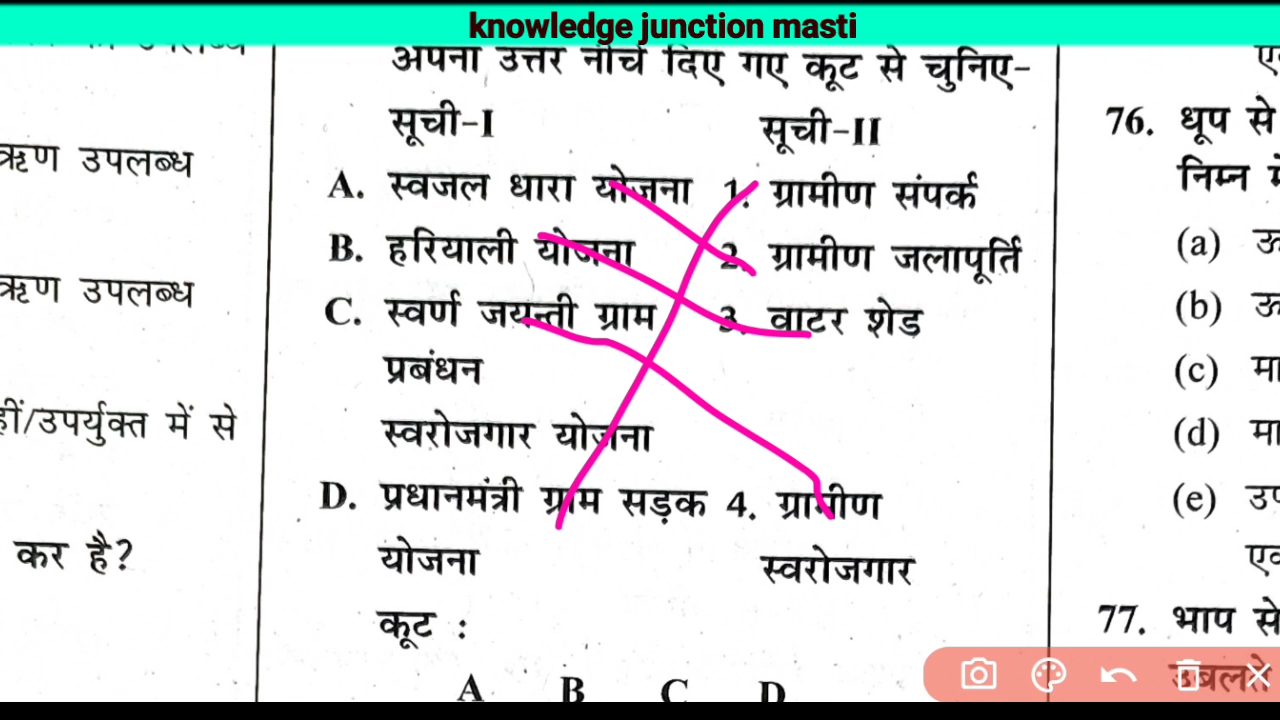 knowledge junction masti
अपना उत्तर नीचे दिए गए कूट से चुनिए-
सूची-I सूची-II
A. स्वजल धारा योजना 1. ग्रामीण संपर्क
B. हरियाली योजना 2. ग्रामीण जलापूर्ति
C. स्वर्ण जयन्ती ग्राम 3. वाटर शेड
प्रबंधन
स्वरोजगार योजना
D. प्रधानमंत्री ग्राम सड़क 4. ग्रामीण
योजना स्वरोजगार
कूट :
A B C D
ऋण उपलब्ध
ऋण उपलब्ध
हीं/उपर्युक्त में से
कर है?
76. धूप से
निम्न
(a)
(b)
(c)
(d)
(e)
77. भाप से
उबलते